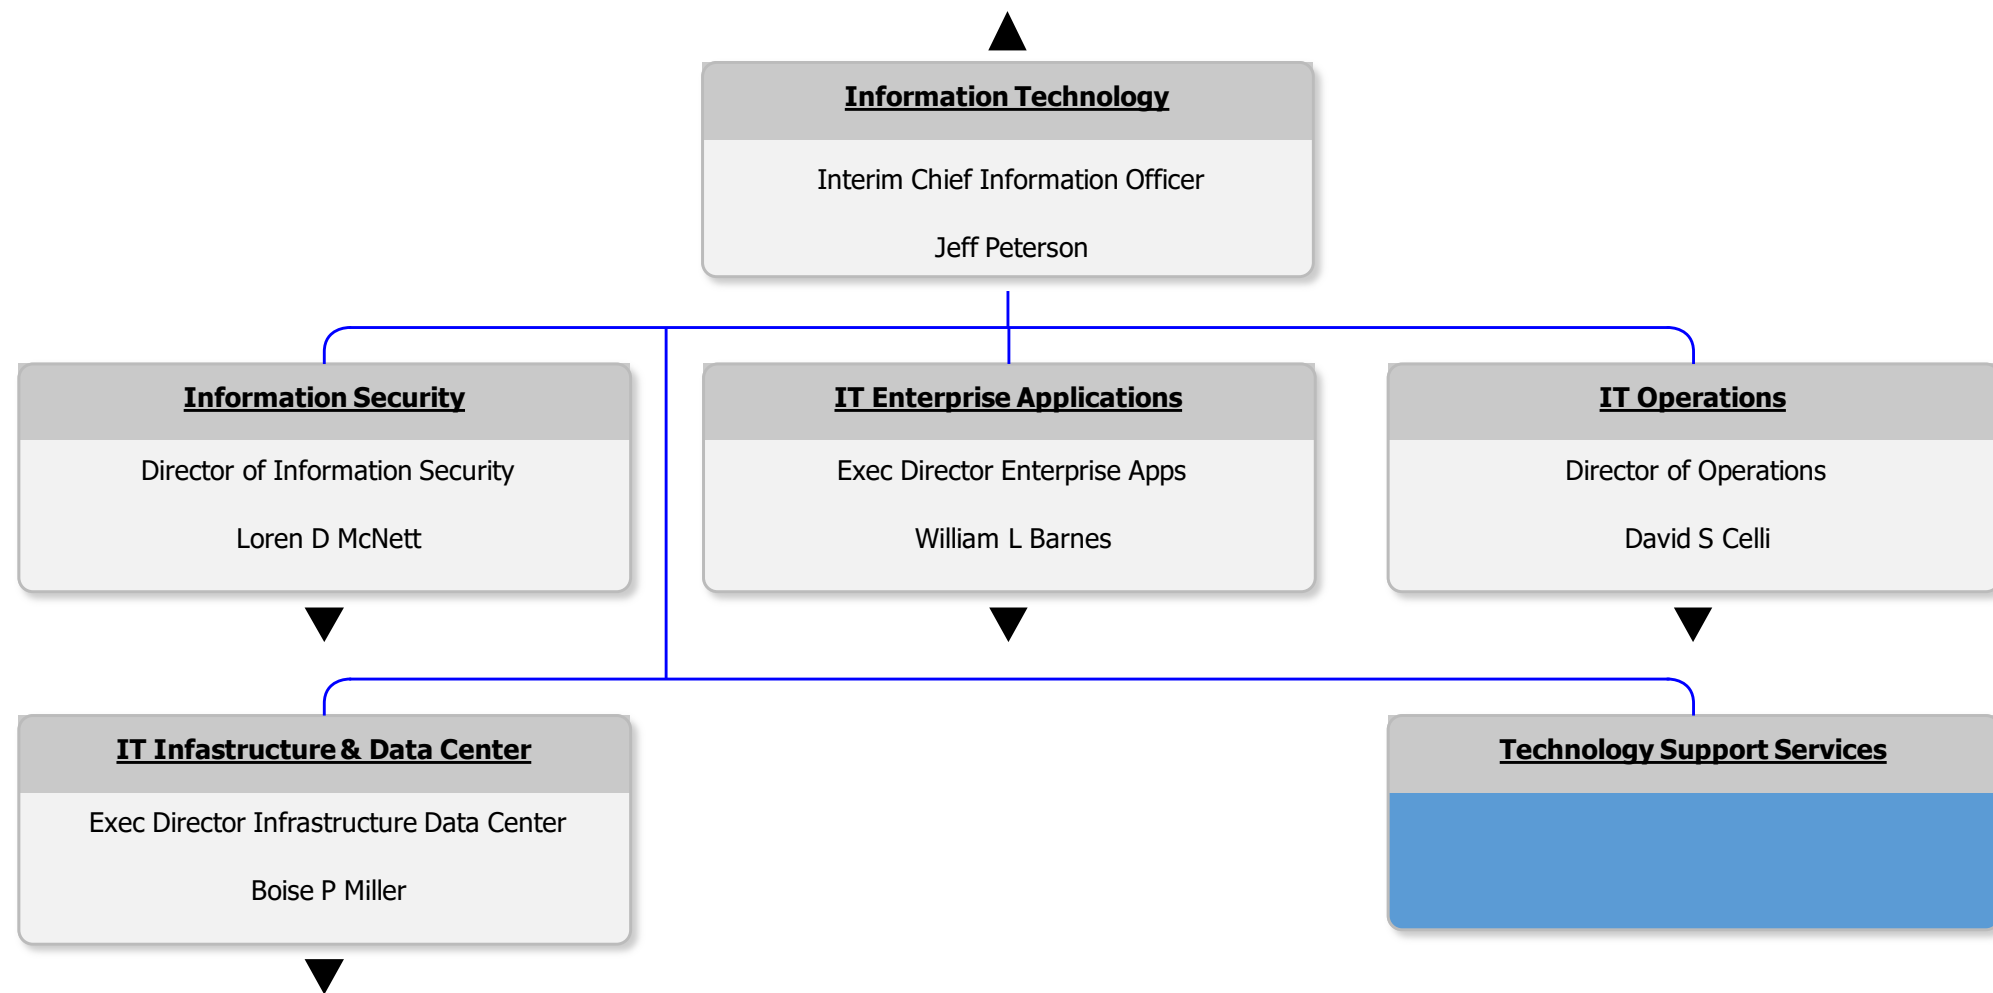 Information Technology
Interim Chief Information Officer
Jeff Peterson
Information Security
Director of Information Security
Loren D McNett
IT Enterprise Applications
Exec Director Enterprise Apps
William L Barnes
IT Operations
Director of Operations
David S Celli
IT Infastructure & Data Center
Exec Director Infrastructure Data Center
Boise P Miller
Technology Support Services